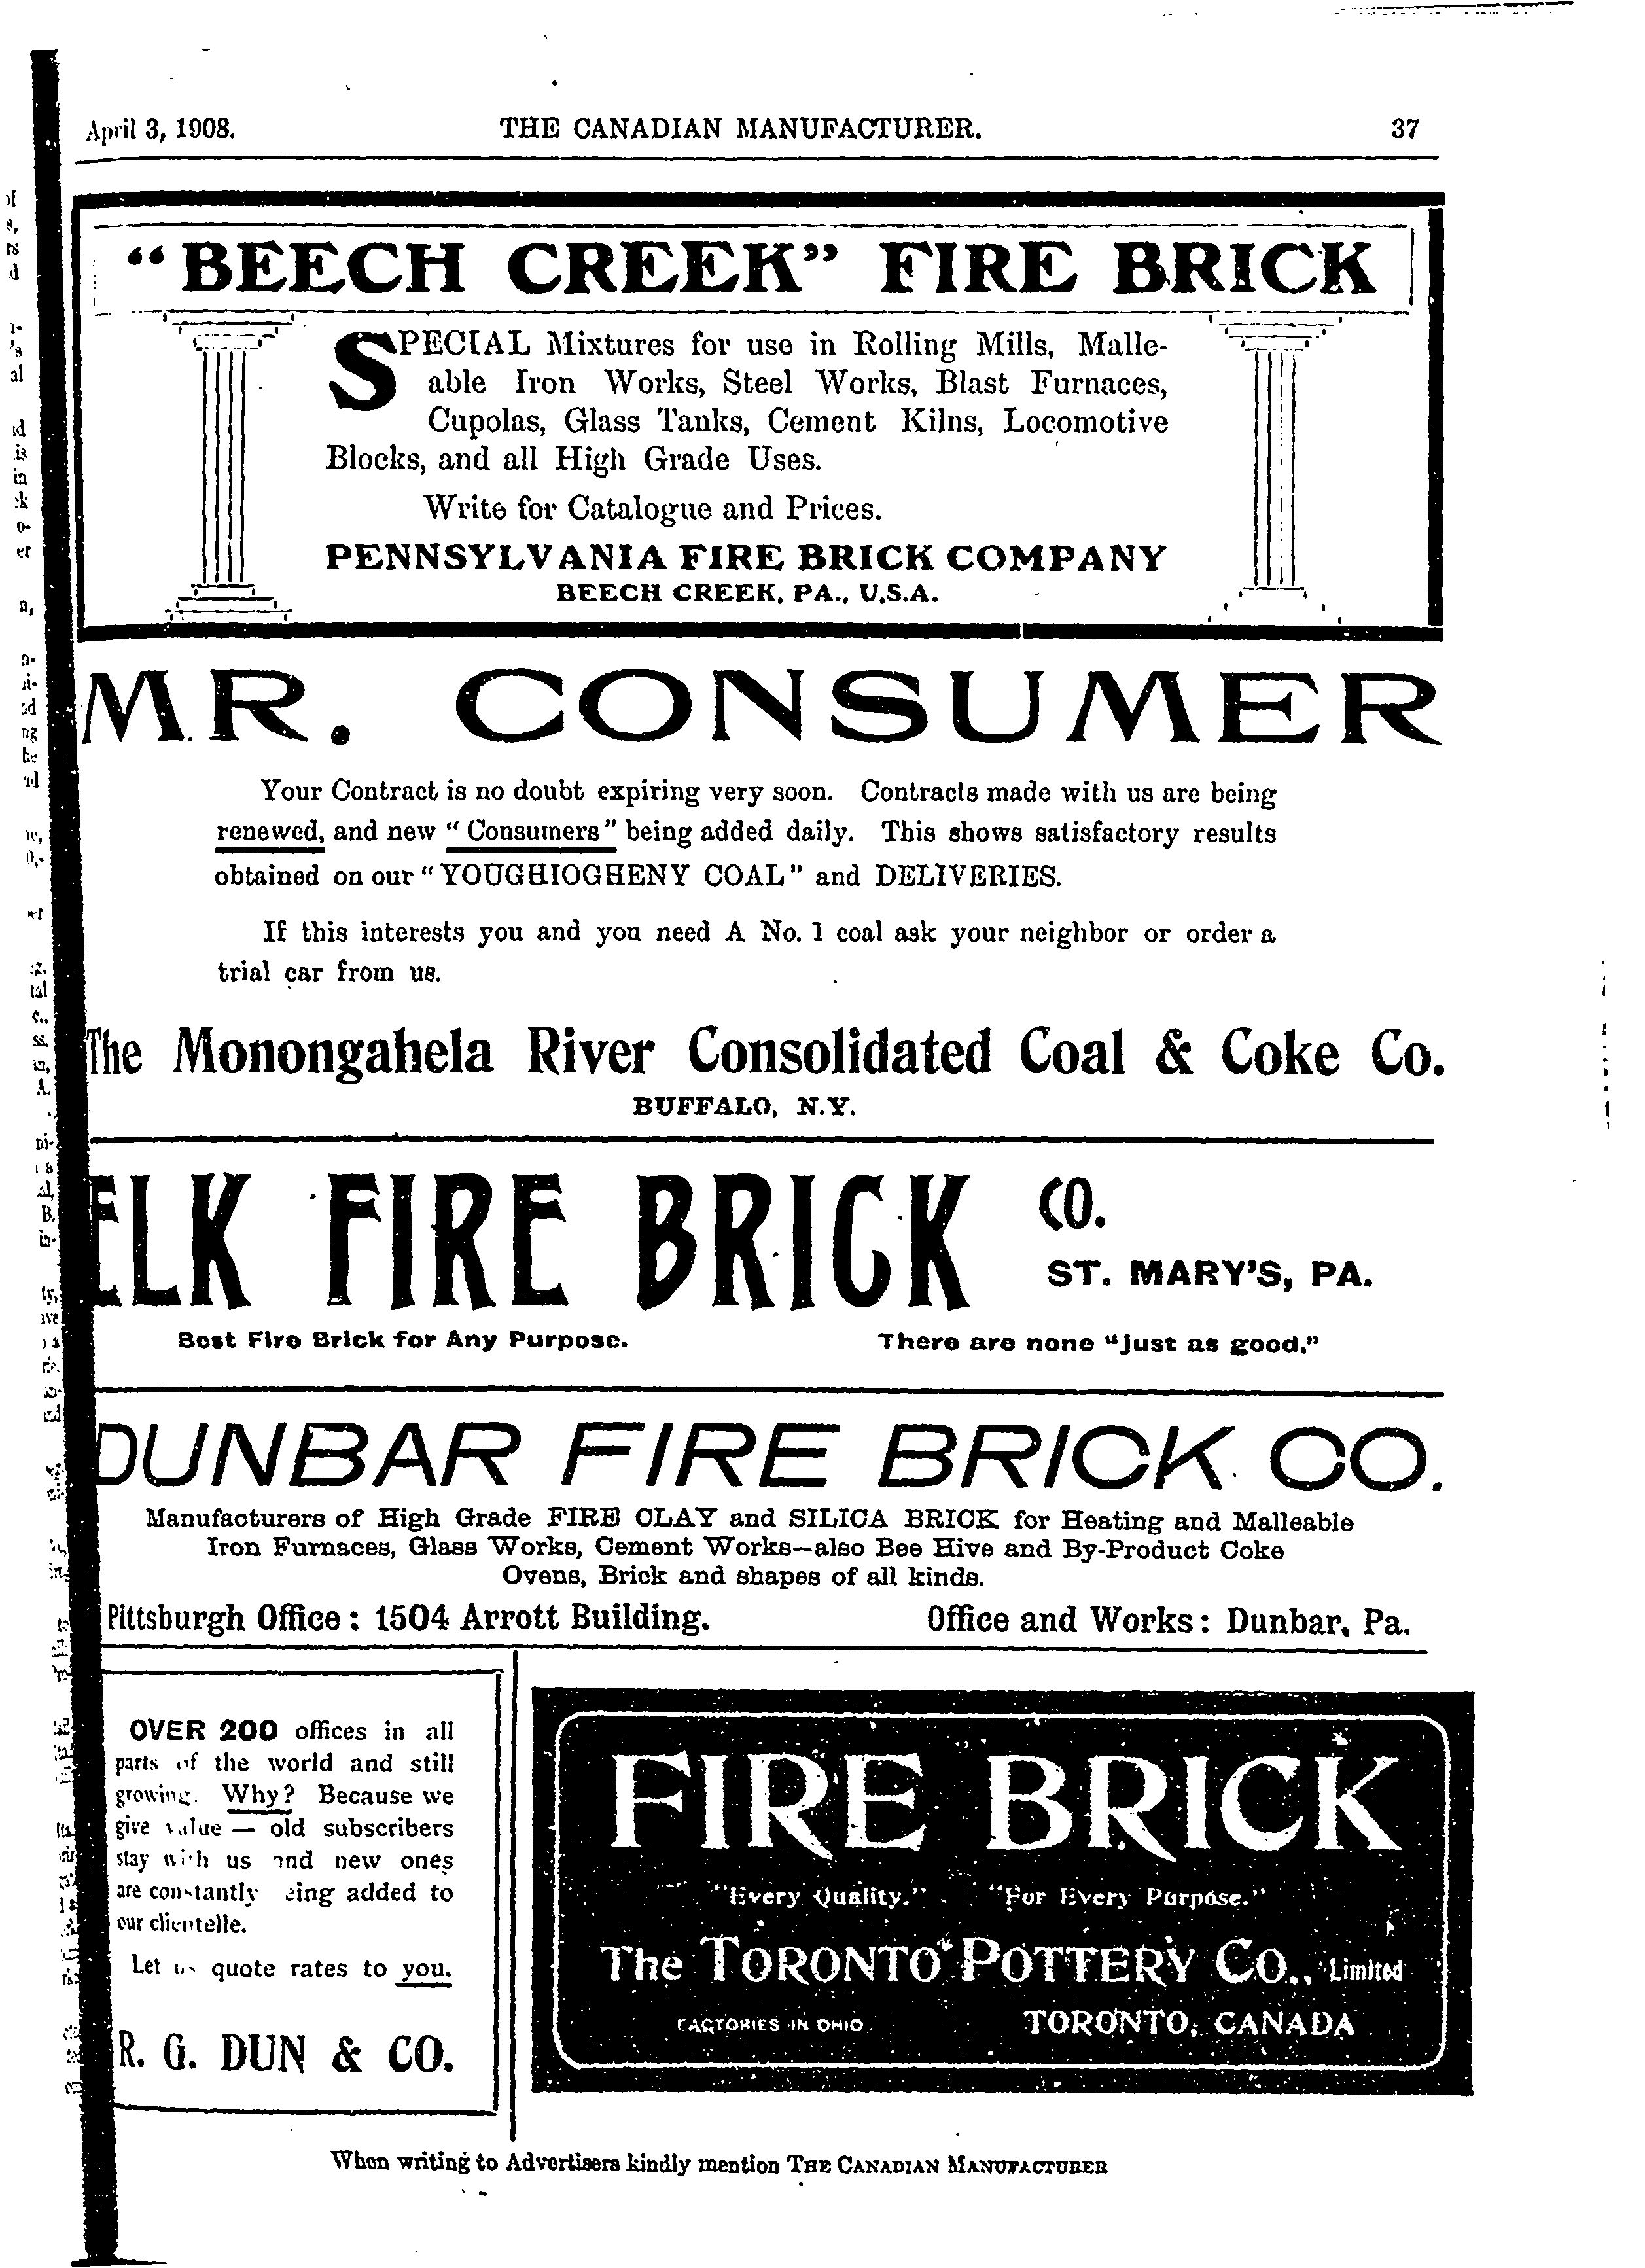 April 3, 1908. THE CANADIAN MANUFACTURER. 37
"BEECH CREEK" FIRE BRICK
SPECIAL Mixtures for use in Rolling Mills, Malle-
able Iron Works, Steel Works, Blast Furnaces,
Cupolas, Glass Tanks, Cement Kilns, Locomotive
Blocks, and all High Grade Uses.
Write for Catalogue and Prices.
PENNSYLVANIA FIRE BRICK COMPANY
BEECH CREEK, PA., U.S.A.
MR. CONSUMER
Your Contract is no doubt expiring very soon. Contracts made with us are being
renewed, and new "Consumers" being added daily. This shows satisfactory results
obtained on our "YOUGHIOGHENY COAL" and DELIVERIES.
If this interests you and you need A No. 1 coal ask your neighbor or order a
trial car from us.
The Monongahela River Consolidated Coal & Coke Co.
BUFFALO, N.Y.
ELK FIRE BRICK CO.
ST. MARY'S, PA.
Best Fire Brick for Any Purpose. There are none "just as good."
DUNBAR FIRE BRICK CO.
Manufacturers of High Grade FIRE CLAY and SILICA BRICK for Heating and Malleable
Iron Furnaces, Glass Works, Cement Works—also Bee Hive and By-Product Coke
Ovens, Brick and shapes of all kinds.
Pittsburgh Office: 1504 Arrott Building. Office and Works: Dunbar, Pa.
OVER 200 offices in all
parts of the world and still
growing. Why? Because we
give value — old subscribers
stay with us and new ones
are constantly eing added to
our clientelle.
Let us quote rates to you.
R. G. DUN & CO.
FIRE BRICK
"Every Quality." "For Every Purpose."
The TORONTO POTTERY CO., Limited
FACTORIES IN OHIO. TORONTO, CANADA
When writing to Advertisers kindly mention THE CANADIAN MANUFACTURER